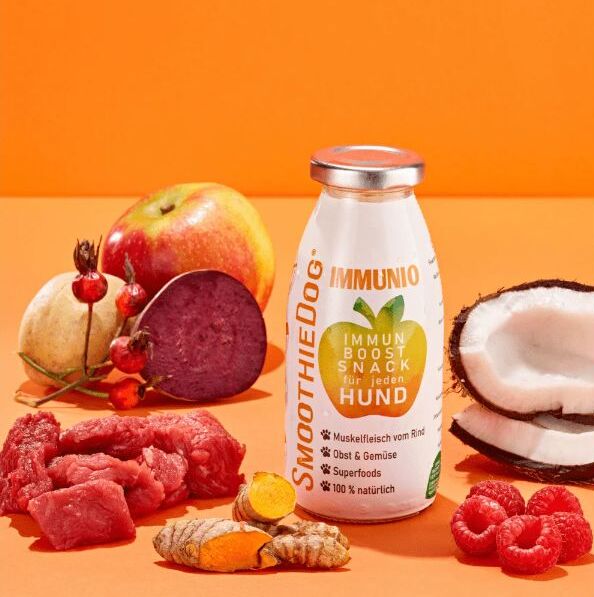 SMOOTHIEDOG®
IMMUNIO
IMMUN
BOOST
SNACK
für jeden
HUND
Muskelfleisch vom Rind
Obst & Gemüse
Superfoods
100 % natürlich